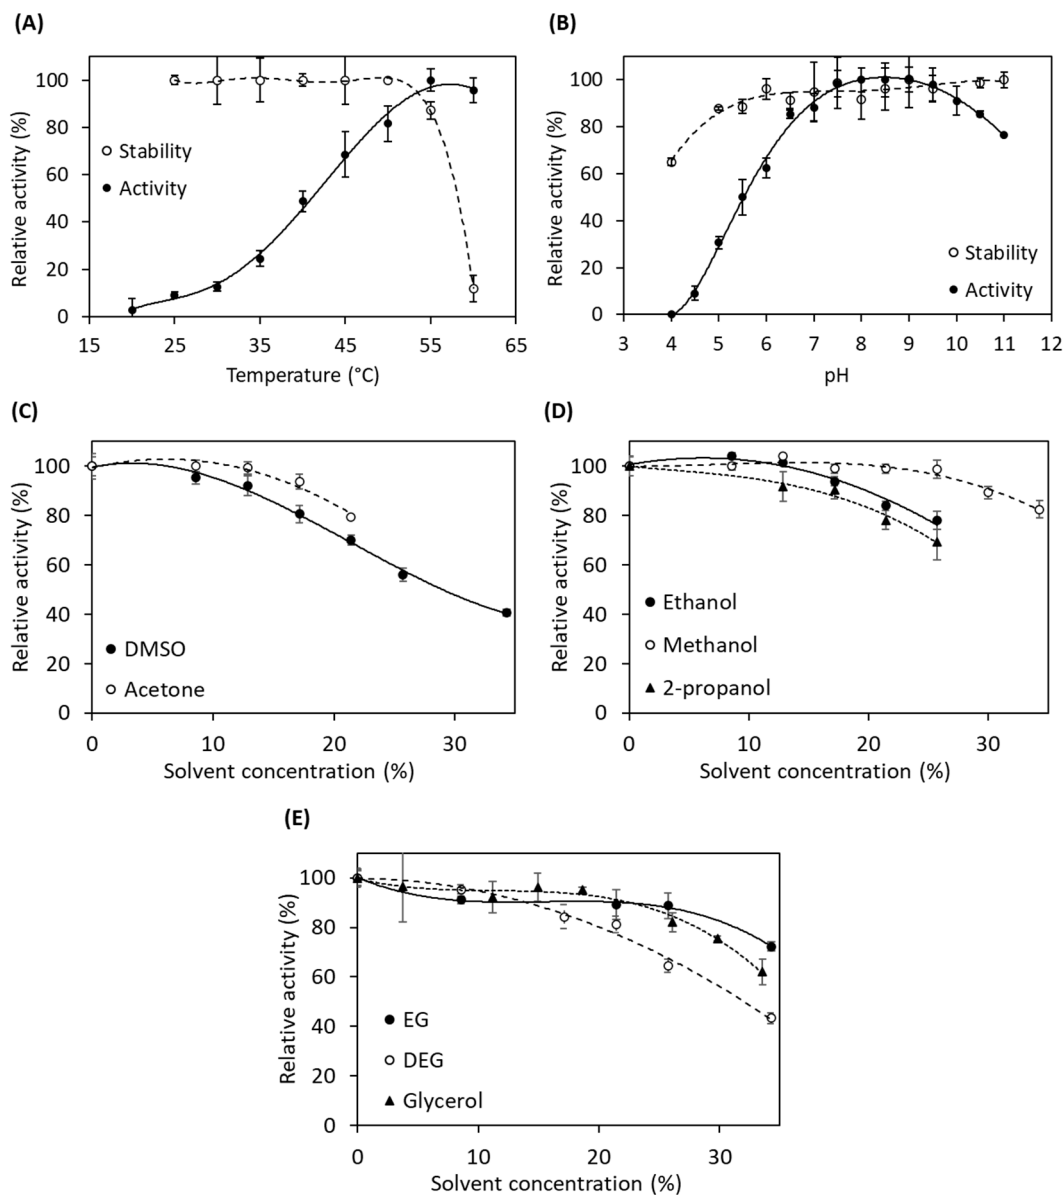 (A)
Relative activity (%)
100
80
60
40
20
0
Stability
Activity
15 25 35 45 55 65
Temperature (°C)
(B)
Relative activity (%)
100
80
60
40
20
0
Stability
Activity
3 4 5 6 7 8 9 10 11 12
pH
(C)
Relative activity (%)
100
80
60
40
20
0
DMSO
Acetone
0 10 20 30
Solvent concentration (%)
(D)
Relative activity (%)
100
80
60
40
20
0
Ethanol
Methanol
2-propanol
0 10 20 30
Solvent concentration (%)
(E)
Relative activity (%)
100
80
60
40
20
0
EG
DEG
Glycerol
0 10 20 30
Solvent concentration (%)